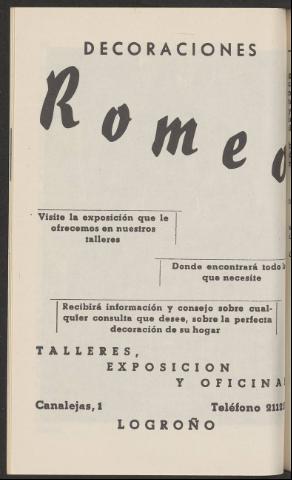 DECORACIONES
Romeo
Visite la exposición que le
ofrecemos en nuestros
talleres
Donde encontrará todo
que necesite
Recibirá información y consejo sobre cual-
quier consulta que desee, sobre la perfecta
decoración de su hogar
TALLERES,
EXPOSICION
Y OFICINA
Canalejas, 1 Teléfono
LOGROÑO